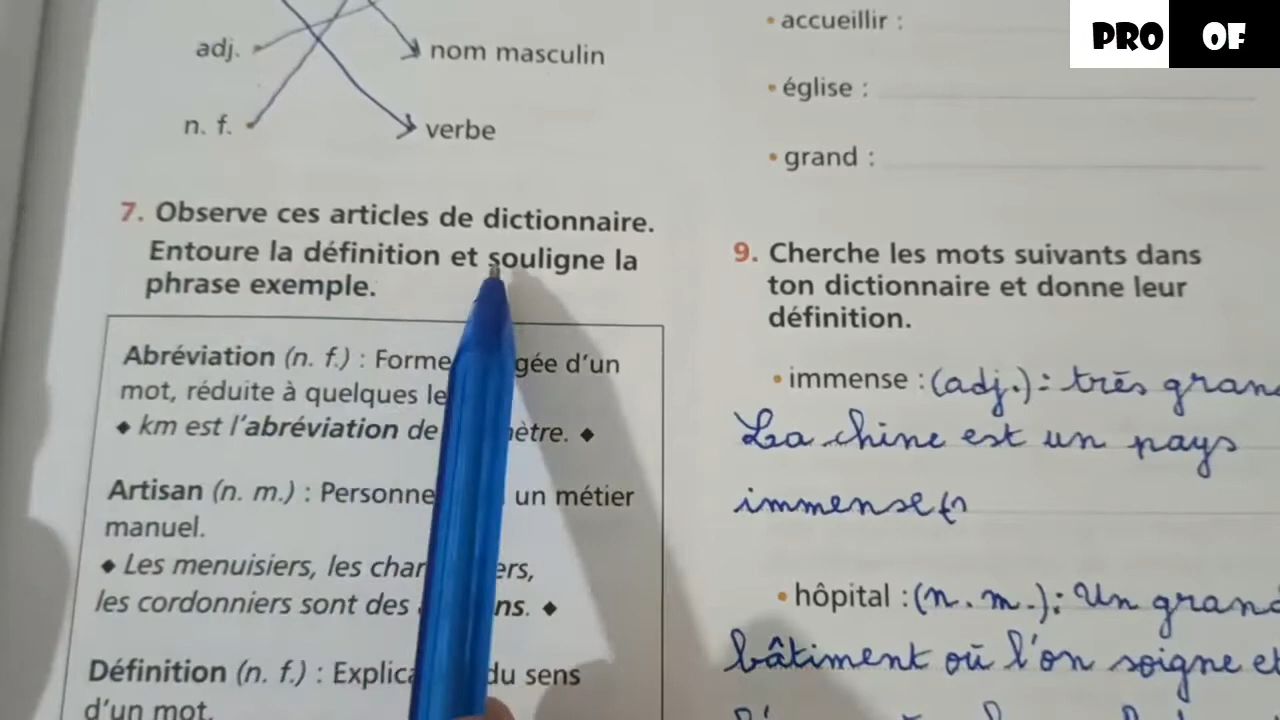 PRO OF
adj.
nom masculin
n. f.
verbe
7. Observe ces articles de dictionnaire.
Entoure la définition et souligne la
phrase exemple.
Abréviation (n. f.) : Forme gée d'un
mot, réduite à quelques le
◆ km est l'abréviation de mètre. ◆
Artisan (n. m.) : Personne un métier
manuel.
◆ Les menuisiers, les char ers,
les cordonniers sont des ns. ◆
Définition (n. f.) : Explica du sens
d'un mot.
• accueillir :
• église :
• grand :
9. Cherche les mots suivants dans
ton dictionnaire et donne leur
définition.
• immense : (adj.) : très grand
La chine est un pays
immense
• hôpital : (n. m.) : Un grand
bâtiment où l'on soigne et